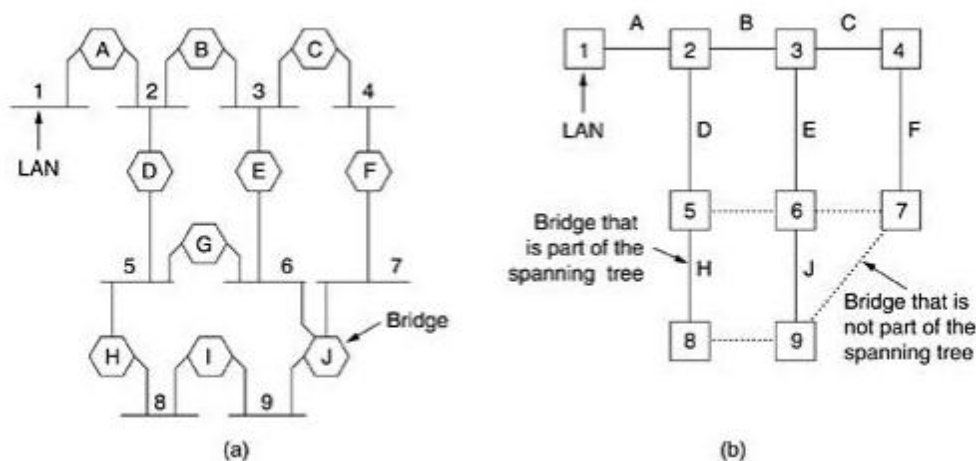 A B C
1 2 3 4
LAN
D E F
G
5 6 7
Bridge
H I J
8 9
(a)
A B C
1 2 3 4
LAN
D E F
5 6 7
Bridge that
is part of the
spanning tree
H J
Bridge that is
not part of the
spanning tree
8 9
(b)